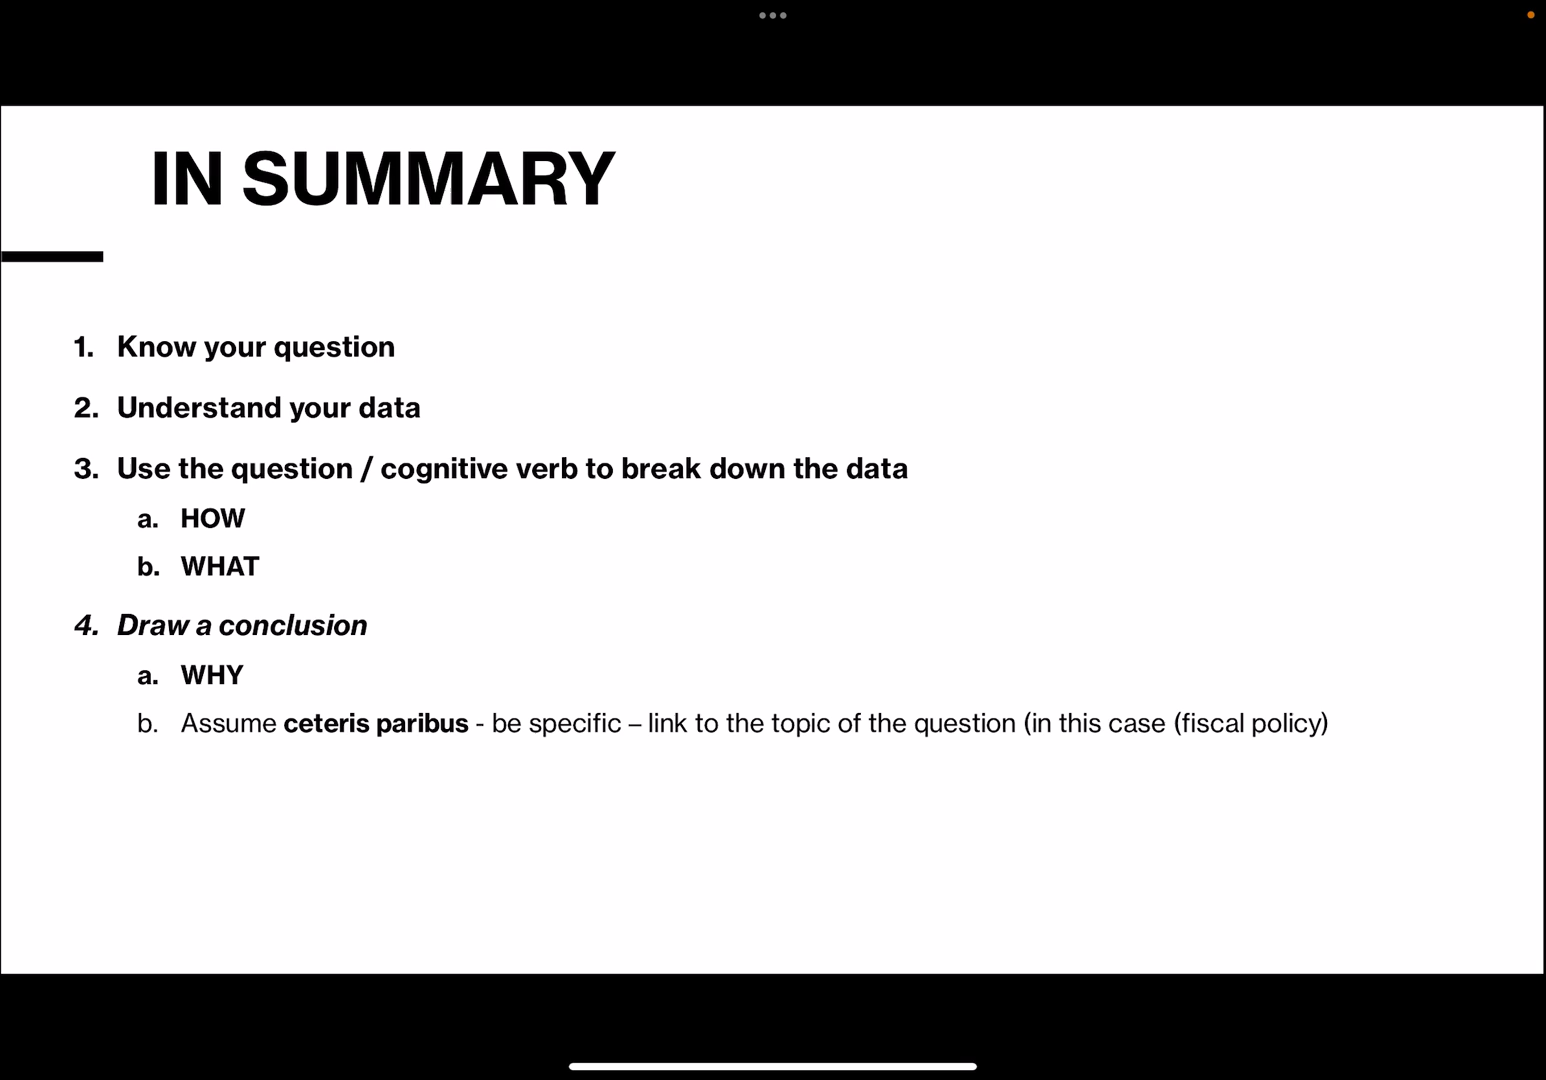 IN SUMMARY
1. Know your question
2. Understand your data
3. Use the question / cognitive verb to break down the data
a. HOW
b. WHAT
4. Draw a conclusion
a. WHY
b. Assume ceteris paribus - be specific – link to the topic of the question (in this case (fiscal policy)